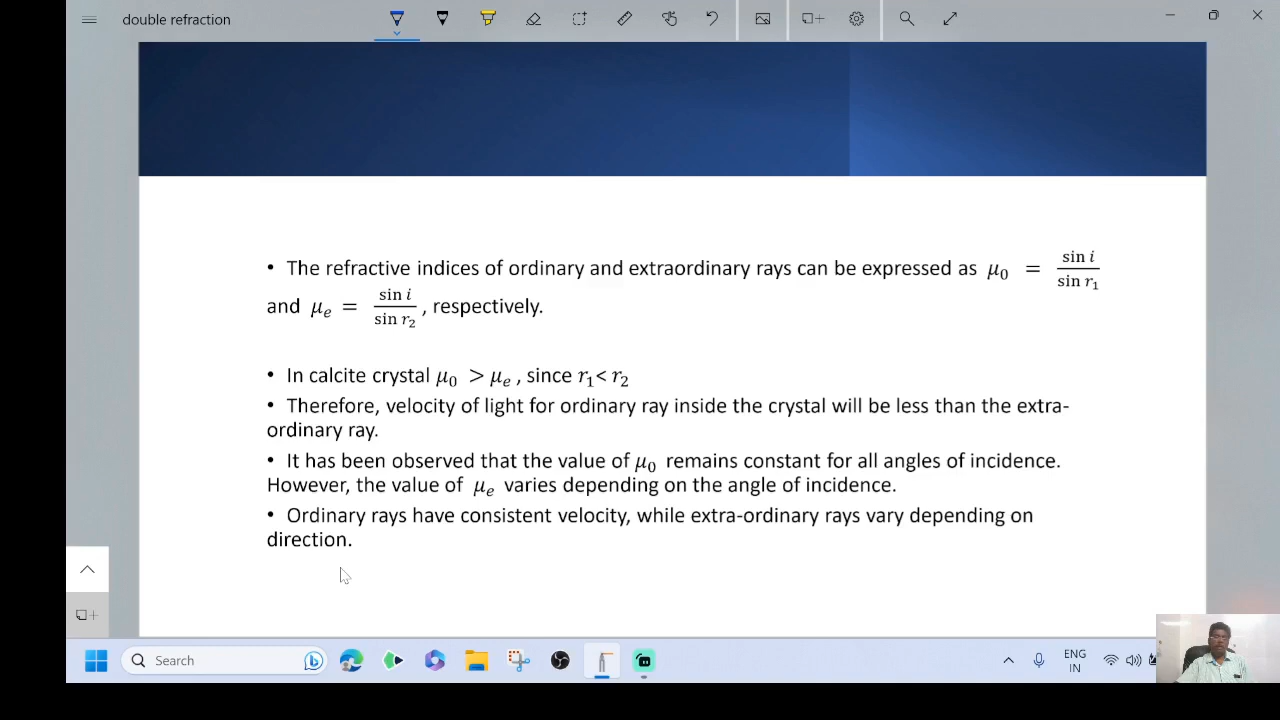 double refraction
• The refractive indices of ordinary and extraordinary rays can be expressed as μ₀ = sin i / sin r₁
and μₑ = sin i / sin r₂ , respectively.
• In calcite crystal μ₀ > μₑ , since r₁< r₂
• Therefore, velocity of light for ordinary ray inside the crystal will be less than the extra-
ordinary ray.
• It has been observed that the value of μ₀ remains constant for all angles of incidence.
However, the value of μₑ varies depending on the angle of incidence.
• Ordinary rays have consistent velocity, while extra-ordinary rays vary depending on
direction.
Search
ENG
IN